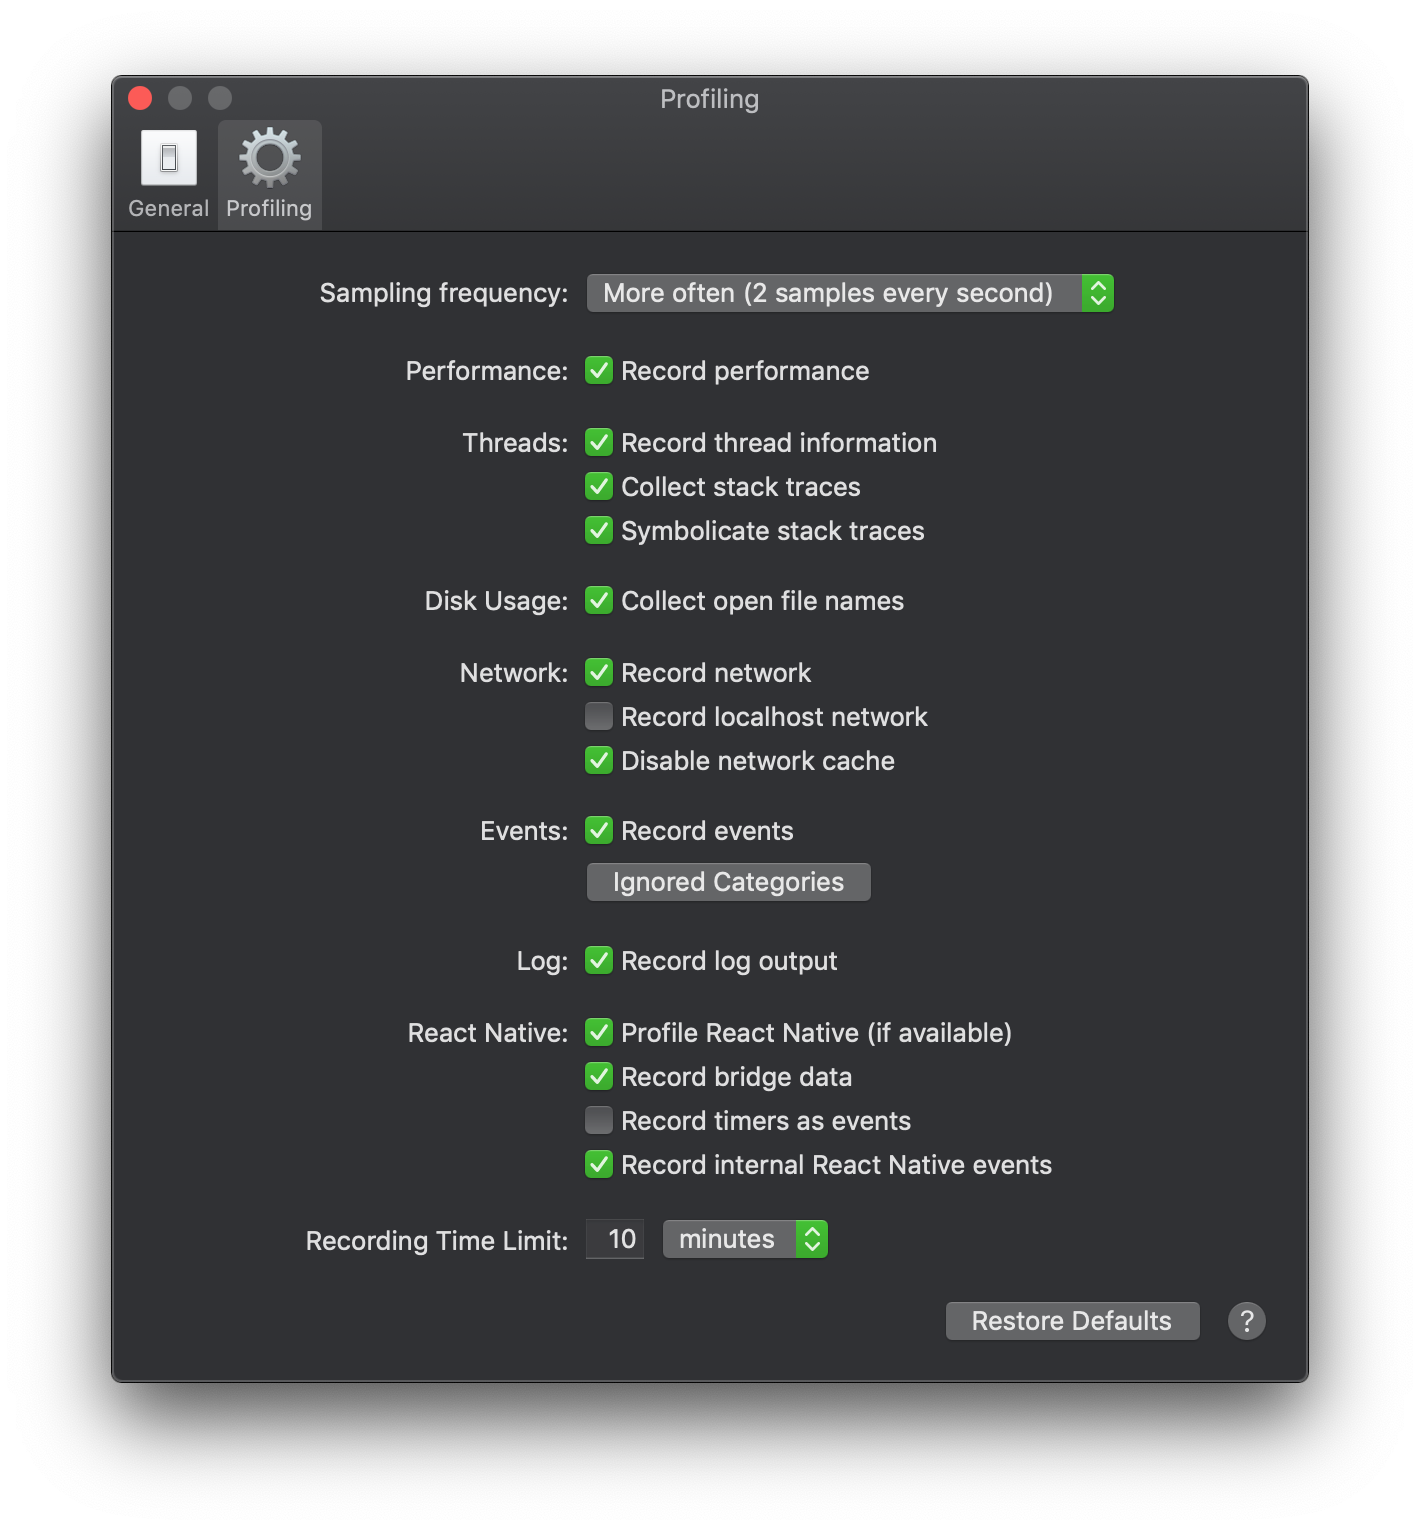 Profiling
General Profiling
Sampling frequency: More often (2 samples every second)
Performance: Record performance
Threads: Record thread information
Collect stack traces
Symbolicate stack traces
Disk Usage: Collect open file names
Network: Record network
Record localhost network
Disable network cache
Events: Record events
Ignored Categories
Log: Record log output
React Native: Profile React Native (if available)
Record bridge data
Record timers as events
Record internal React Native events
Recording Time Limit: 10 minutes
Restore Defaults ?